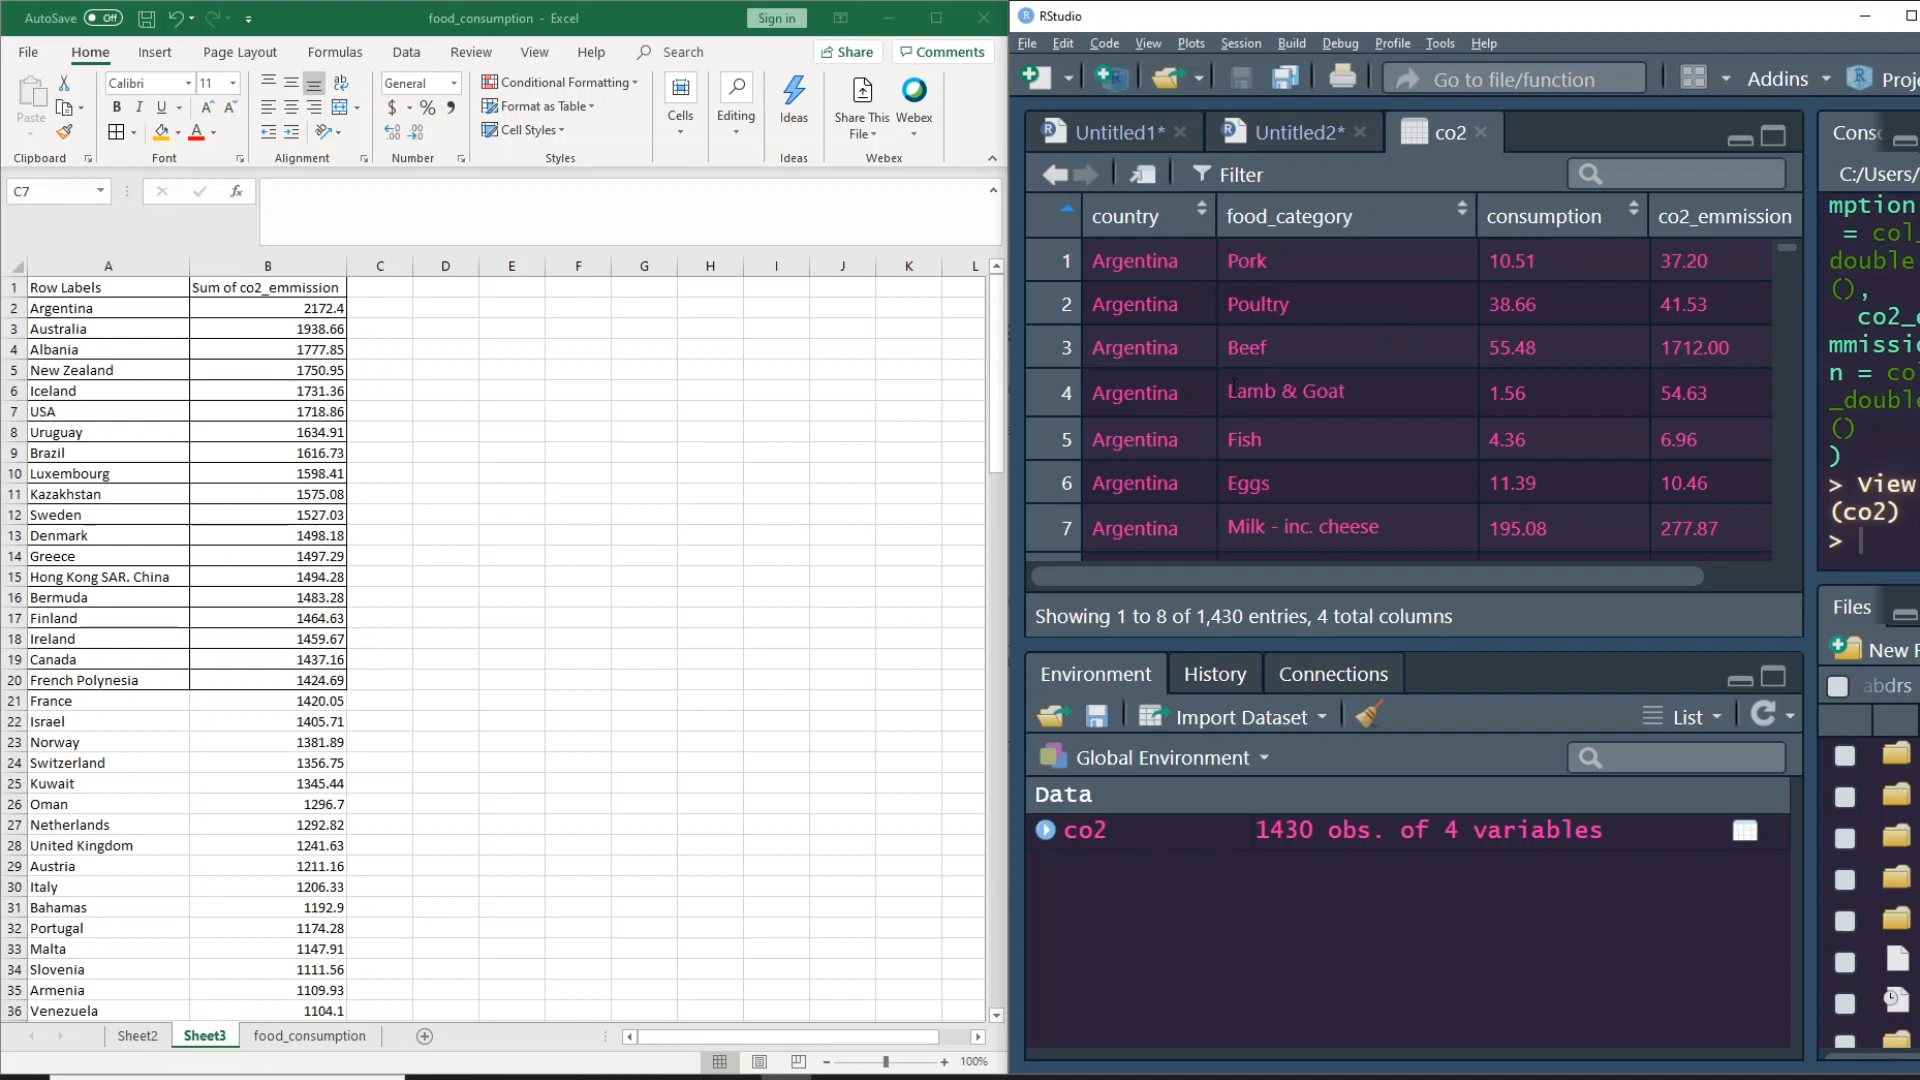 AutoSave Off food_consumption - Excel Sign in
File Home Insert Page Layout Formulas Data Review View Help Search Share Comments
Paste Calibri 11 General Conditional Formatting Format as Table Cell Styles Cells Editing Ideas Share This File Webex
B I U A A $ % 9
Clipboard Font Alignment Number Styles Ideas Webex
C7 fx
A B C D E F G H I J K L
1 Row Labels Sum of co2_emmission
2 Argentina 2172.4
3 Australia 1938.66
4 Albania 1777.85
5 New Zealand 1750.95
6 Iceland 1731.36
7 USA 1718.86
8 Uruguay 1634.91
9 Brazil 1616.73
10 Luxembourg 1598.41
11 Kazakhstan 1575.08
12 Sweden 1527.03
13 Denmark 1498.18
14 Greece 1497.29
15 Hong Kong SAR. China 1494.28
16 Bermuda 1483.28
17 Finland 1464.63
18 Ireland 1459.67
19 Canada 1437.16
20 French Polynesia 1424.69
21 France 1420.05
22 Israel 1405.71
23 Norway 1381.89
24 Switzerland 1356.75
25 Kuwait 1345.44
26 Oman 1296.7
27 Netherlands 1292.82
28 United Kingdom 1241.63
29 Austria 1211.16
30 Italy 1206.33
31 Bahamas 1192.9
32 Portugal 1174.28
33 Malta 1147.91
34 Slovenia 1111.56
35 Armenia 1109.93
36 Venezuela 1104.1
Sheet2 Sheet3 food_consumption
100%
RStudio
File Edit Code View Plots Session Build Debug Profile Tools Help
Go to file/function Addins Proj
Untitled1* Untitled2* co2
Filter
country food_category consumption co2_emmission
1 Argentina Pork 10.51 37.20
2 Argentina Poultry 38.66 41.53
3 Argentina Beef 55.48 1712.00
4 Argentina Lamb & Goat 1.56 54.63
5 Argentina Fish 4.36 6.96
6 Argentina Eggs 11.39 10.46
7 Argentina Milk - inc. cheese 195.08 277.87
Showing 1 to 8 of 1,430 entries, 4 total columns
Environment History Connections
Import Dataset List
Global Environment
Data
co2 1430 obs. of 4 variables
Conso
C:/Users/
mption
= col_
double
(),
co2_e
mmissio
n = col
_double
()
)
> View
(co2)
>
Files
New F
abdrs